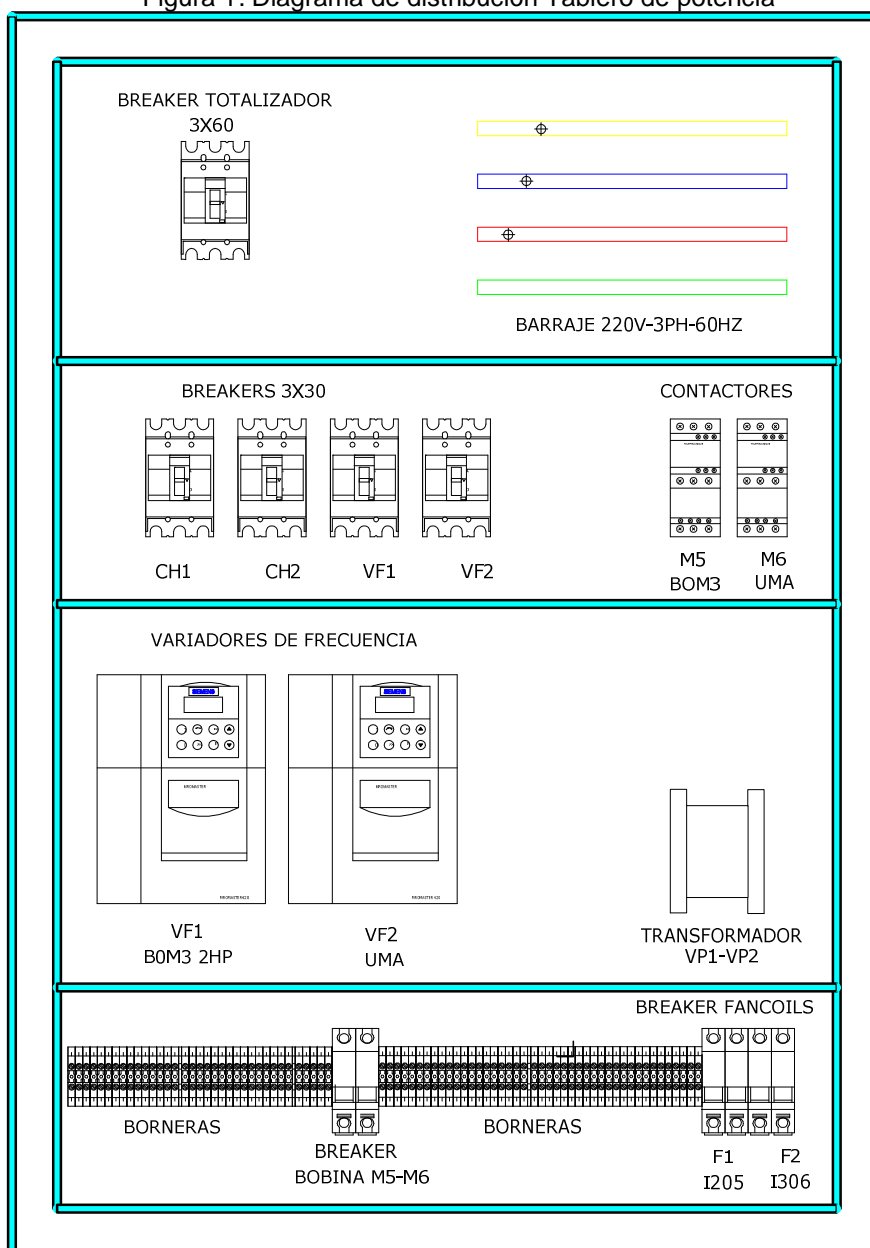 Figura 1. Diagrama de distribución Tablero de potencia
BREAKER TOTALIZADOR
3X60
BARRAJE 220V-3PH-60HZ
BREAKERS 3X30
CONTACTORES
CH1
CH2
VF1
VF2
M5
BOM3
M6
UMA
VARIADORES DE FRECUENCIA
SIEMENS
SIEMENS
VF1
B0M3 2HP
VF2
UMA
TRANSFORMADOR
VP1-VP2
BREAKER FANCOILS
BORNERAS
BREAKER
BOBINA M5-M6
BORNERAS
F1
I205
F2
I306